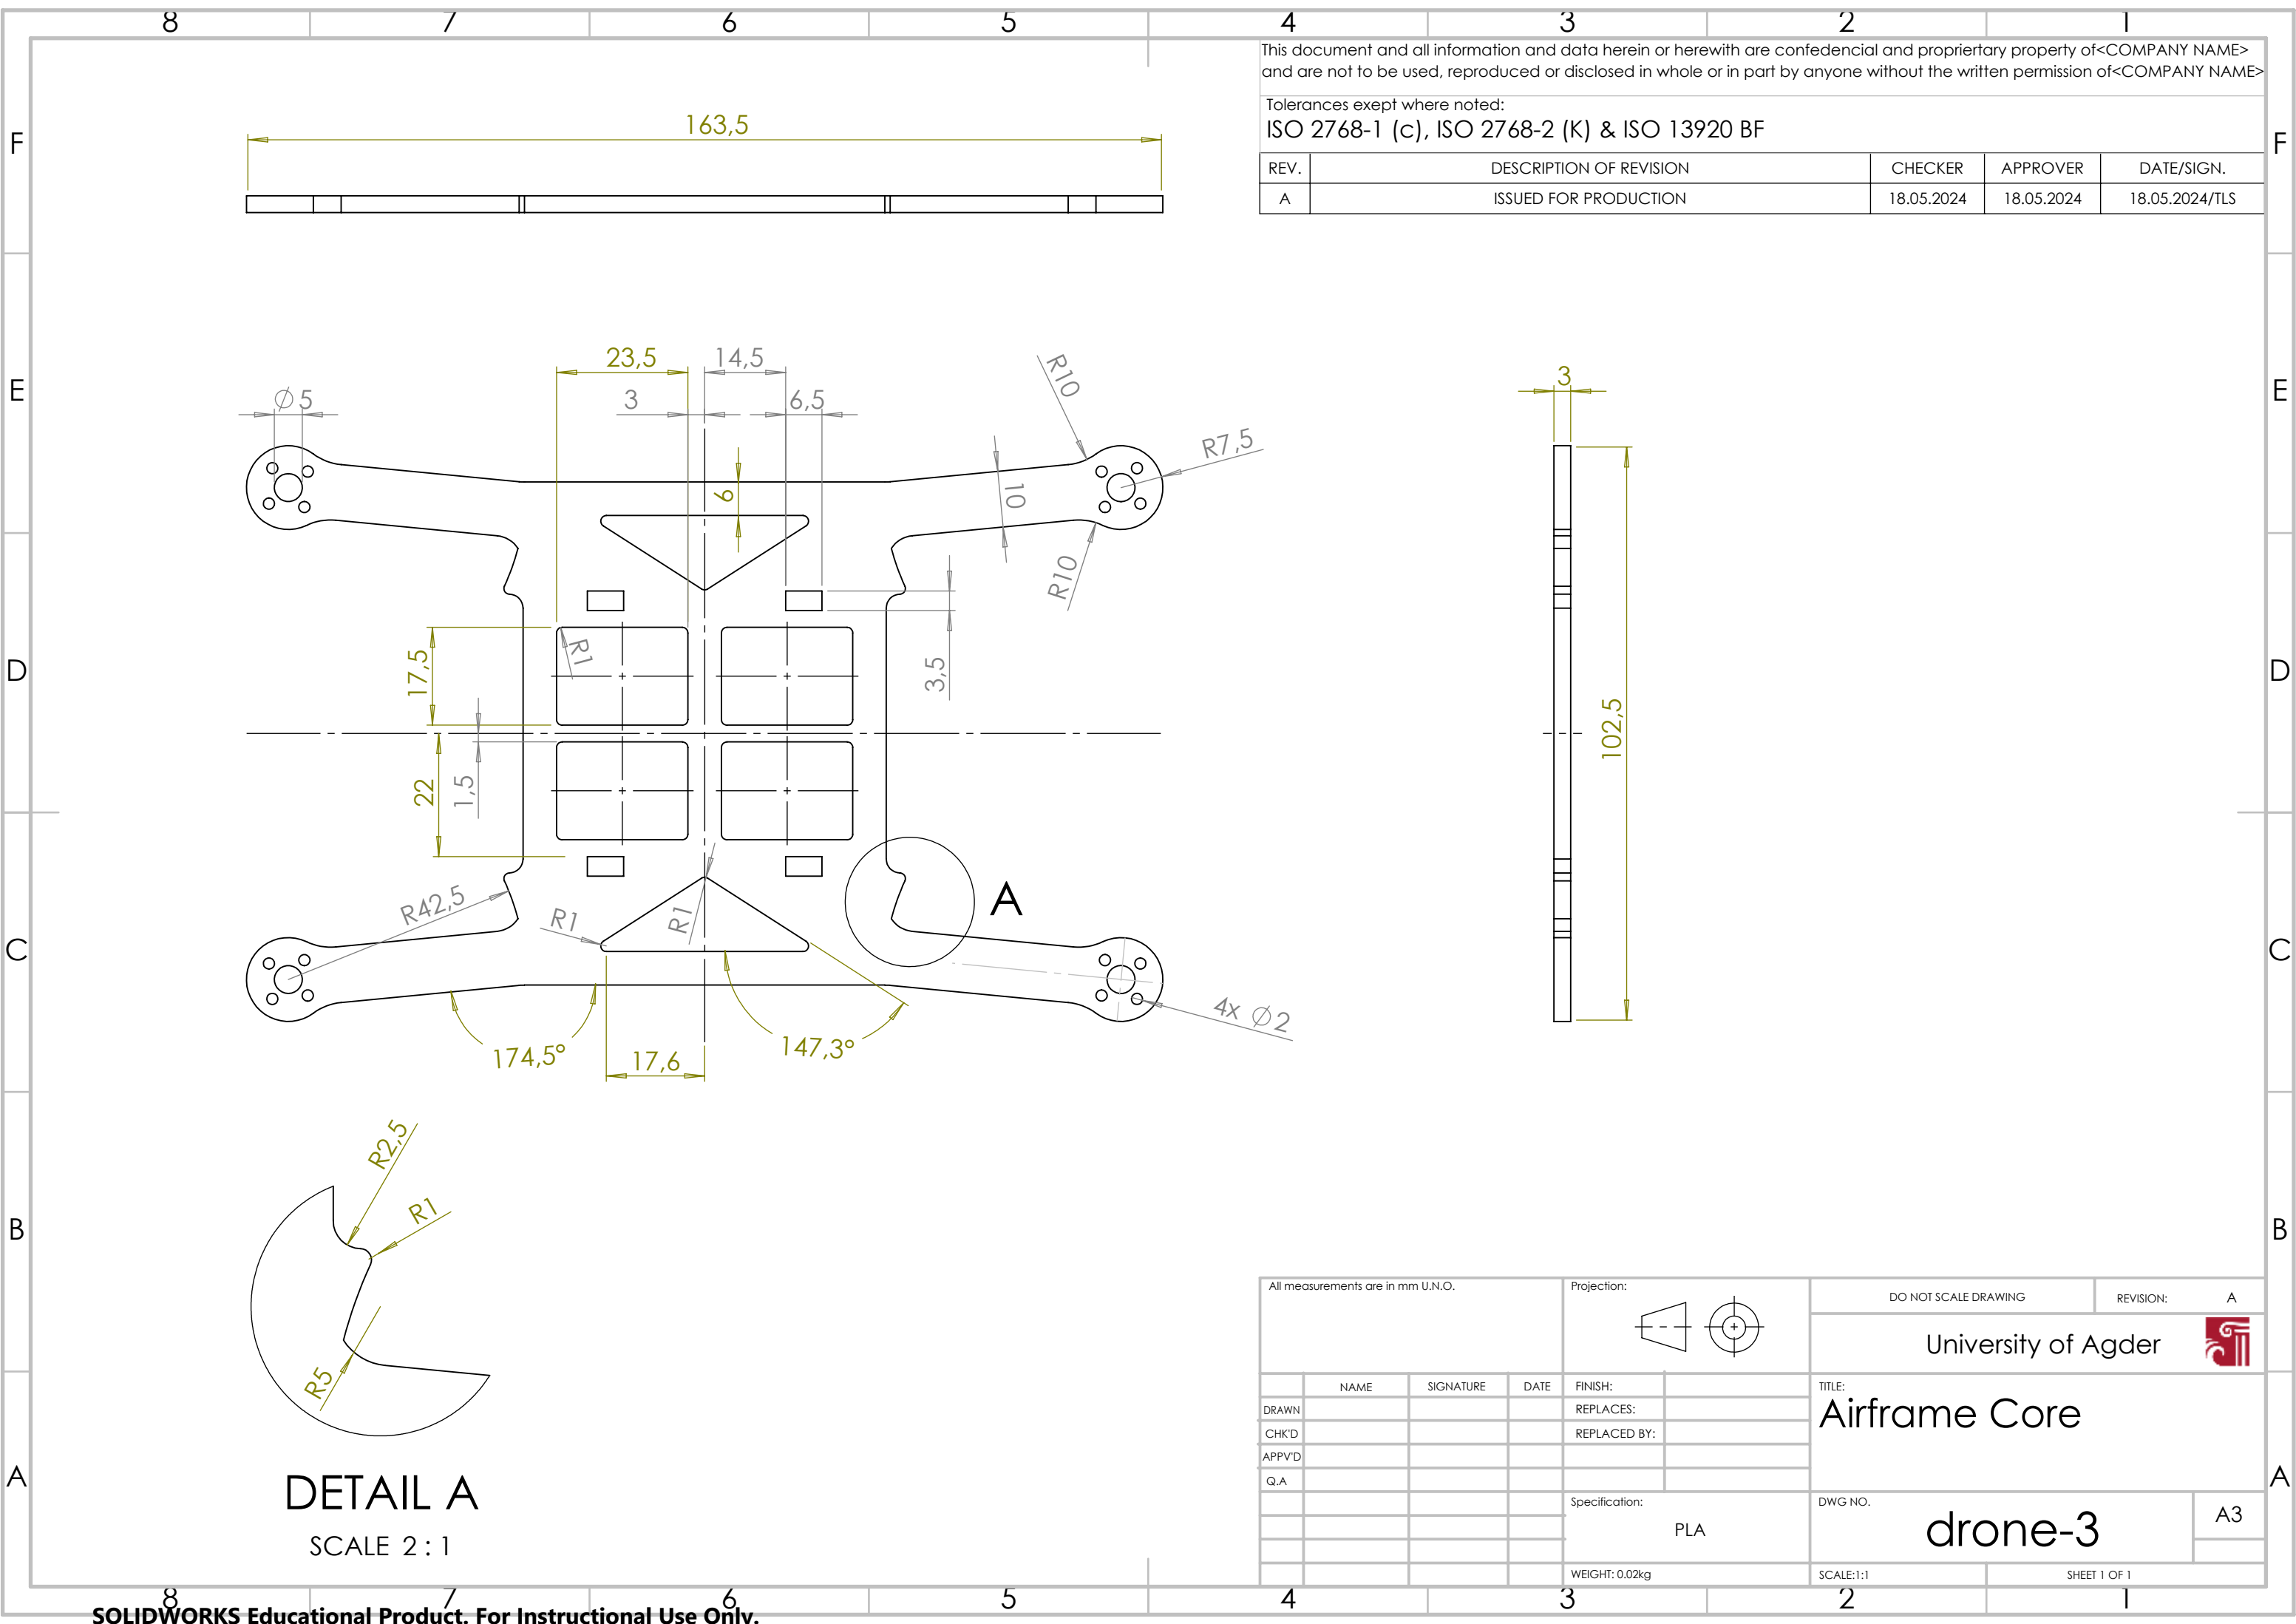 8 7 6 5 4 3 2 1
This document and all information and data herein or herewith are confedencial and propriertary property of<COMPANY NAME>
and are not to be used, reproduced or disclosed in whole or in part by anyone without the written permission of<COMPANY NAME>
Tolerances exept where noted:
ISO 2768-1 (c), ISO 2768-2 (K) & ISO 13920 BF
REV. DESCRIPTION OF REVISION CHECKER APPROVER DATE/SIGN.
A ISSUED FOR PRODUCTION 18.05.2024 18.05.2024 18.05.2024/TLS
F F
163,5
E E
23,5 14,5
R10
3
∅5 3 6,5
R7,5
6
10
R10
D D
R1
17,5
3,5
102,5
22
1,5
C C
A
R42,5
R1
R1
4x ∅2
174,5°
17,6
147,3°
B B
R2,5
R1
R5
A A
DETAIL A
SCALE 2 : 1
All measurements are in mm U.N.O.
Projection:
DO NOT SCALE DRAWING
REVISION: A
University of Agder
NAME SIGNATURE DATE
DRAWN
CHK'D
APPV'D
Q.A
FINISH:
REPLACES:
REPLACED BY:
TITLE:
Airframe Core
Specification:
PLA
DWG NO.
drone-3
A3
WEIGHT: 0.02kg
SCALE:1:1
SHEET 1 OF 1
8 7 6 5 4 3 2 1
SOLIDWORKS Educational Product. For Instructional Use Only.